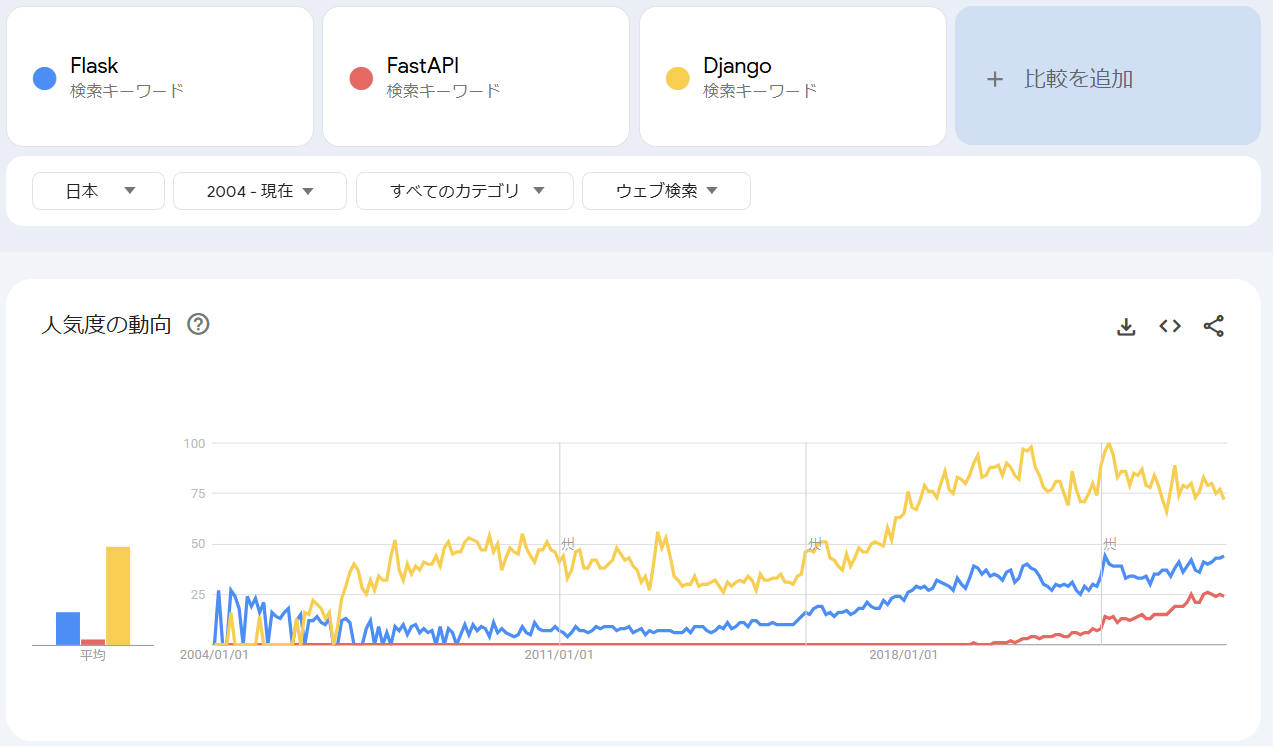 Flask
検索キーワード
FastAPI
検索キーワード
Django
検索キーワード
+ 比較を追加
日本
2004 - 現在
すべてのカテゴリ
ウェブ検索
人気度の動向
100
75
50
25
平均
2004/01/01
2011/01/01
2018/01/01